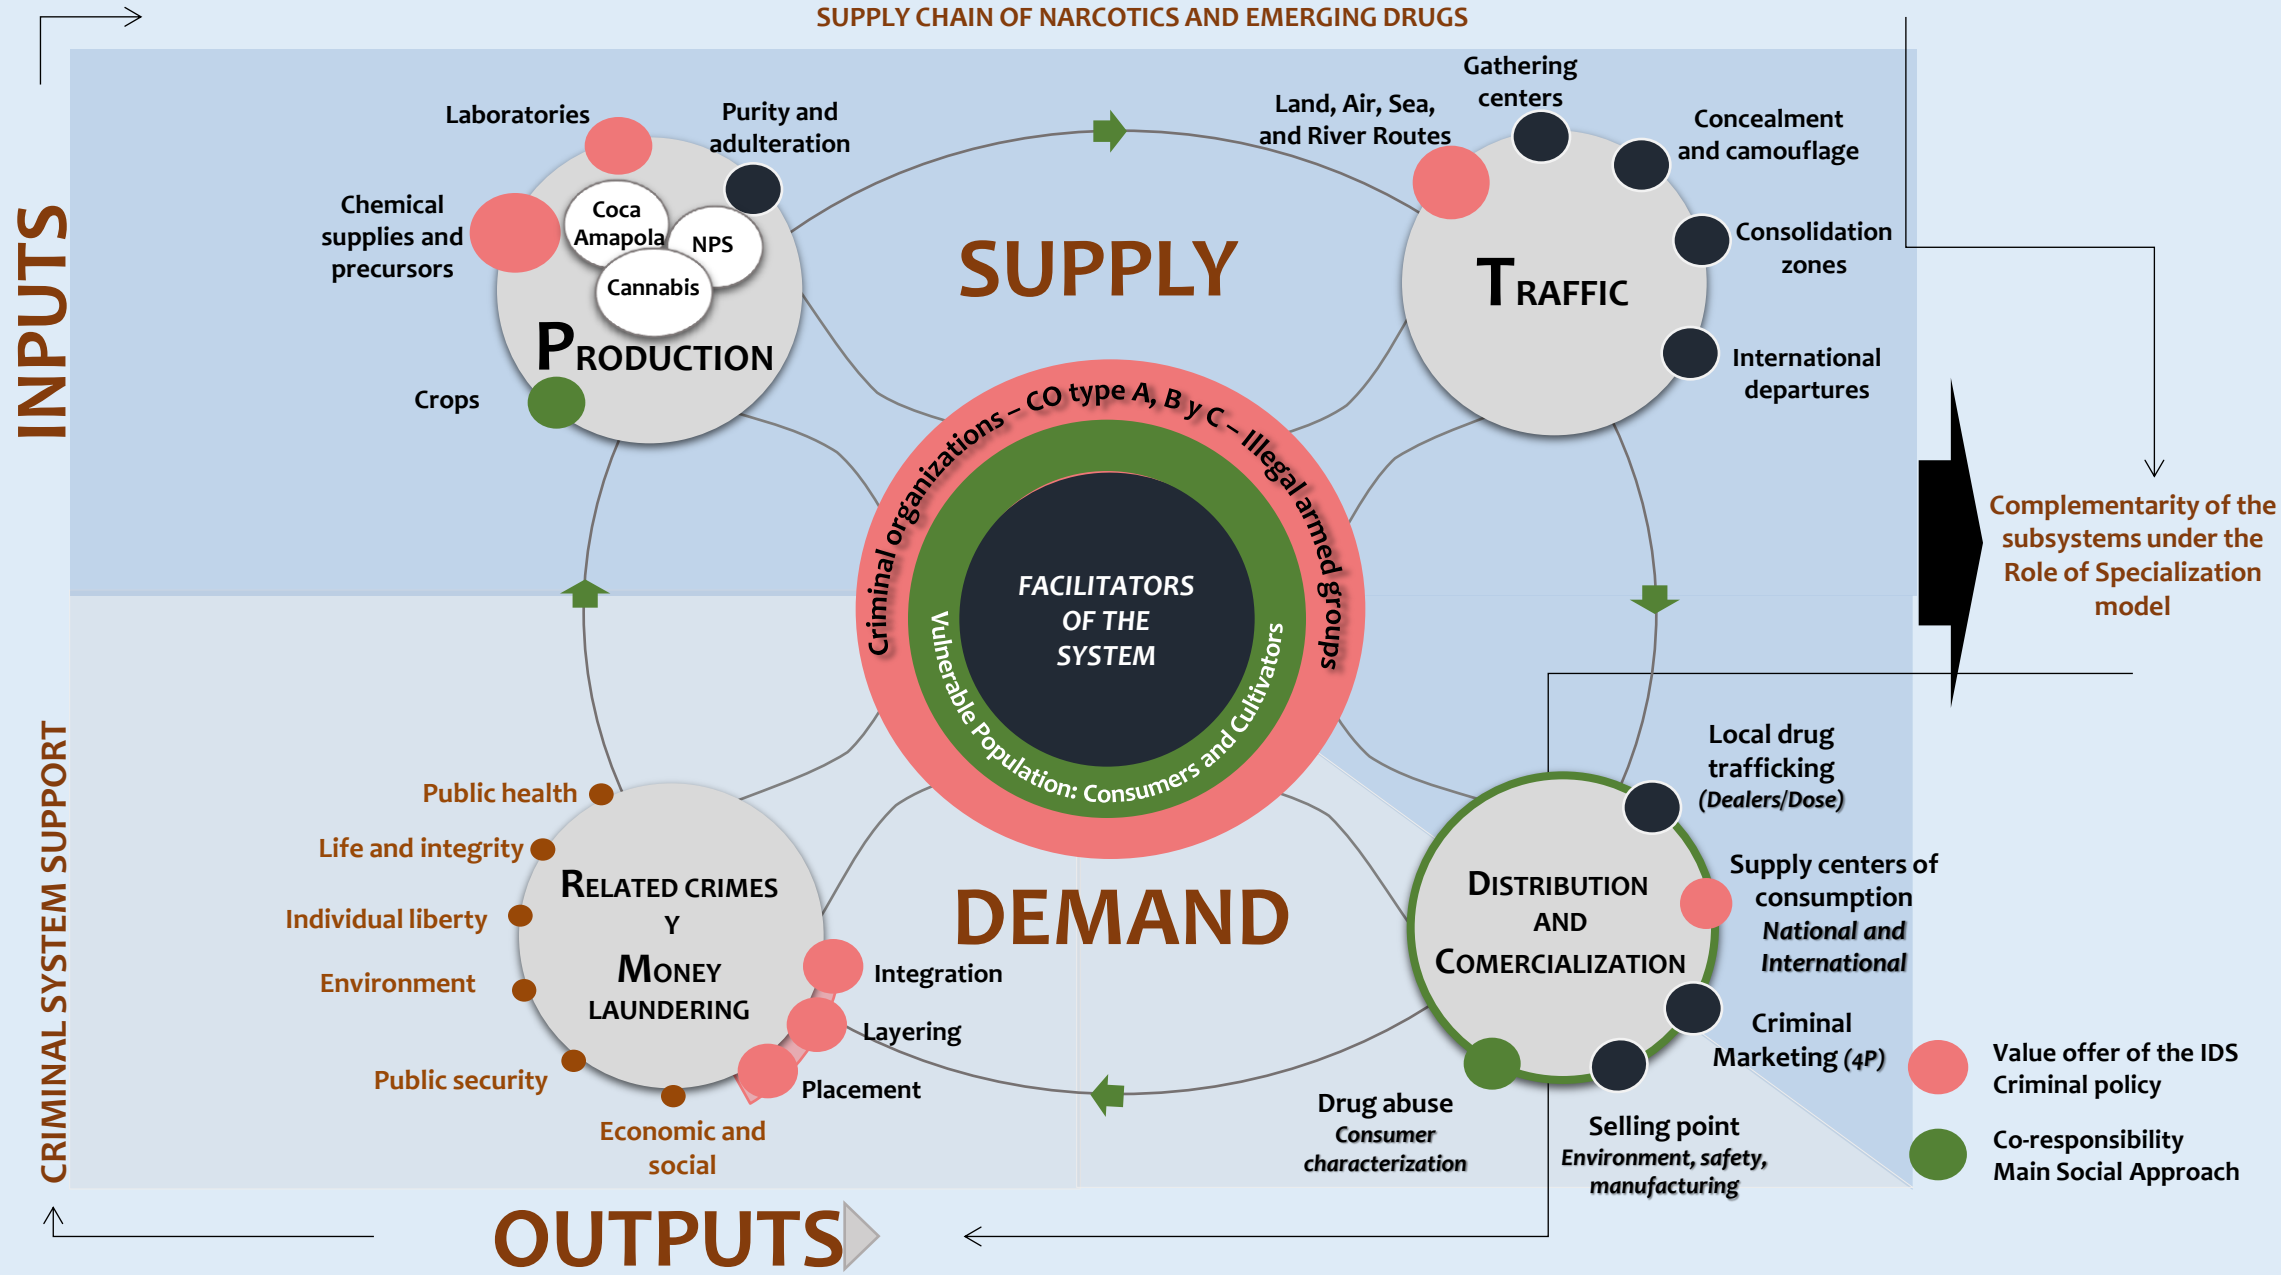 SUPPLY CHAIN OF NARCOTICS AND EMERGING DRUGS
INPUTS
CRIMINAL SYSTEM SUPPORT
Laboratories
Purity and
adulteration
Chemical
supplies and
precursors
Coca
Amapola
NPS
Cannabis
PRODUCTION
Crops
SUPPLY
Land, Air, Sea,
and River Routes
Gathering
centers
Concealment
and camouflage
Consolidation
zones
TRAFFIC
International
departures
Criminal organizations – CO type A, B y C – Illegal armed groups
FACILITATORS
OF THE
SYSTEM
Vulnerable Population: Consumers and Cultivators
Complementarity of the
subsystems under the
Role of Specialization
model
Public health
Life and integrity
Individual liberty
Environment
Public security
Economic and
social
RELATED CRIMES
Y
MONEY
LAUNDERING
Integration
Layering
Placement
DEMAND
DISTRIBUTION
AND
COMERCIALIZATION
Local drug
trafficking
(Dealers/Dose)
Supply centers of
consumption
National and
International
Criminal
Marketing (4P)
Selling point
Environment, safety,
manufacturing
Drug abuse
Consumer
characterization
Value offer of the IDS
Criminal policy
Co-responsibility
Main Social Approach
OUTPUTS